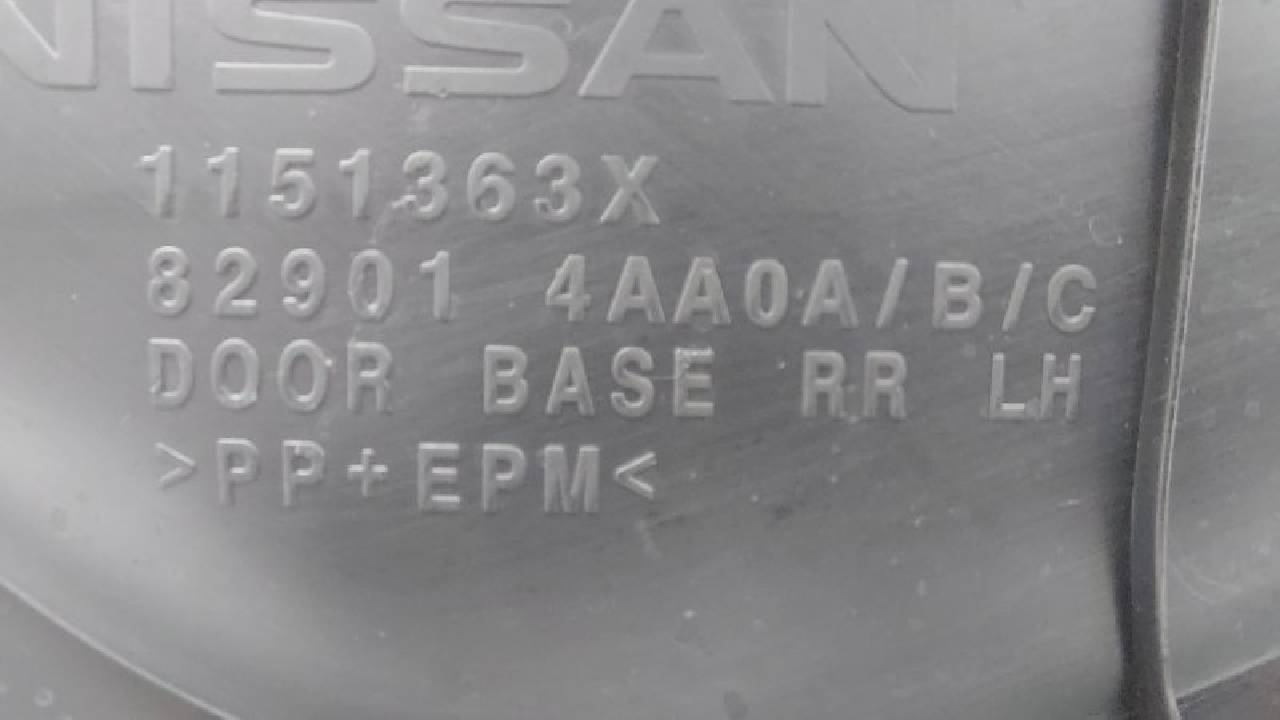 NISSAN
1151363X
82901 4AA0A/B/C
DOOR BASE RR LH
>PP+EPM<